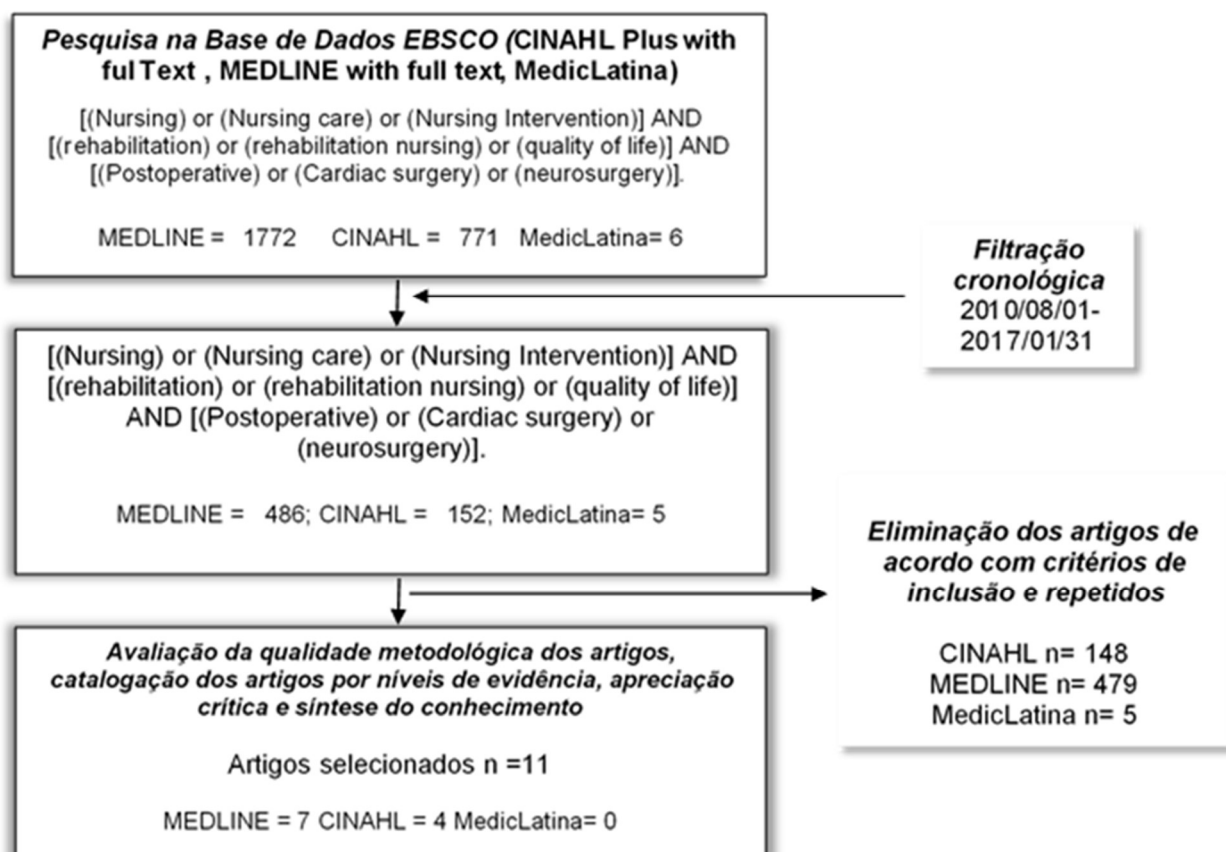 Pesquisa na Base de Dados EBSCO (CINAHL Plus with
ful Text , MEDLINE with full text, MedicLatina)
[(Nursing) or (Nursing care) or (Nursing Intervention)] AND
[(rehabilitation) or (rehabilitation nursing) or (quality of life)] AND
[(Postoperative) or (Cardiac surgery) or (neurosurgery)].
MEDLINE = 1772 CINAHL = 771 MedicLatina= 6
Filtração
cronológica
2010/08/01-
2017/01/31
[(Nursing) or (Nursing care) or (Nursing Intervention)] AND
[(rehabilitation) or (rehabilitation nursing) or (quality of life)]
AND [(Postoperative) or (Cardiac surgery) or
(neurosurgery)].
MEDLINE = 486; CINAHL = 152; MedicLatina= 5
Eliminação dos artigos de
acordo com critérios de
inclusão e repetidos
CINAHL n= 148
MEDLINE n= 479
MedicLatina n= 5
Avaliação da qualidade metodológica dos artigos,
catalogação dos artigos por níveis de evidência, apreciação
crítica e síntese do conhecimento
Artigos selecionados n =11
MEDLINE = 7 CINAHL = 4 MedicLatina= 0